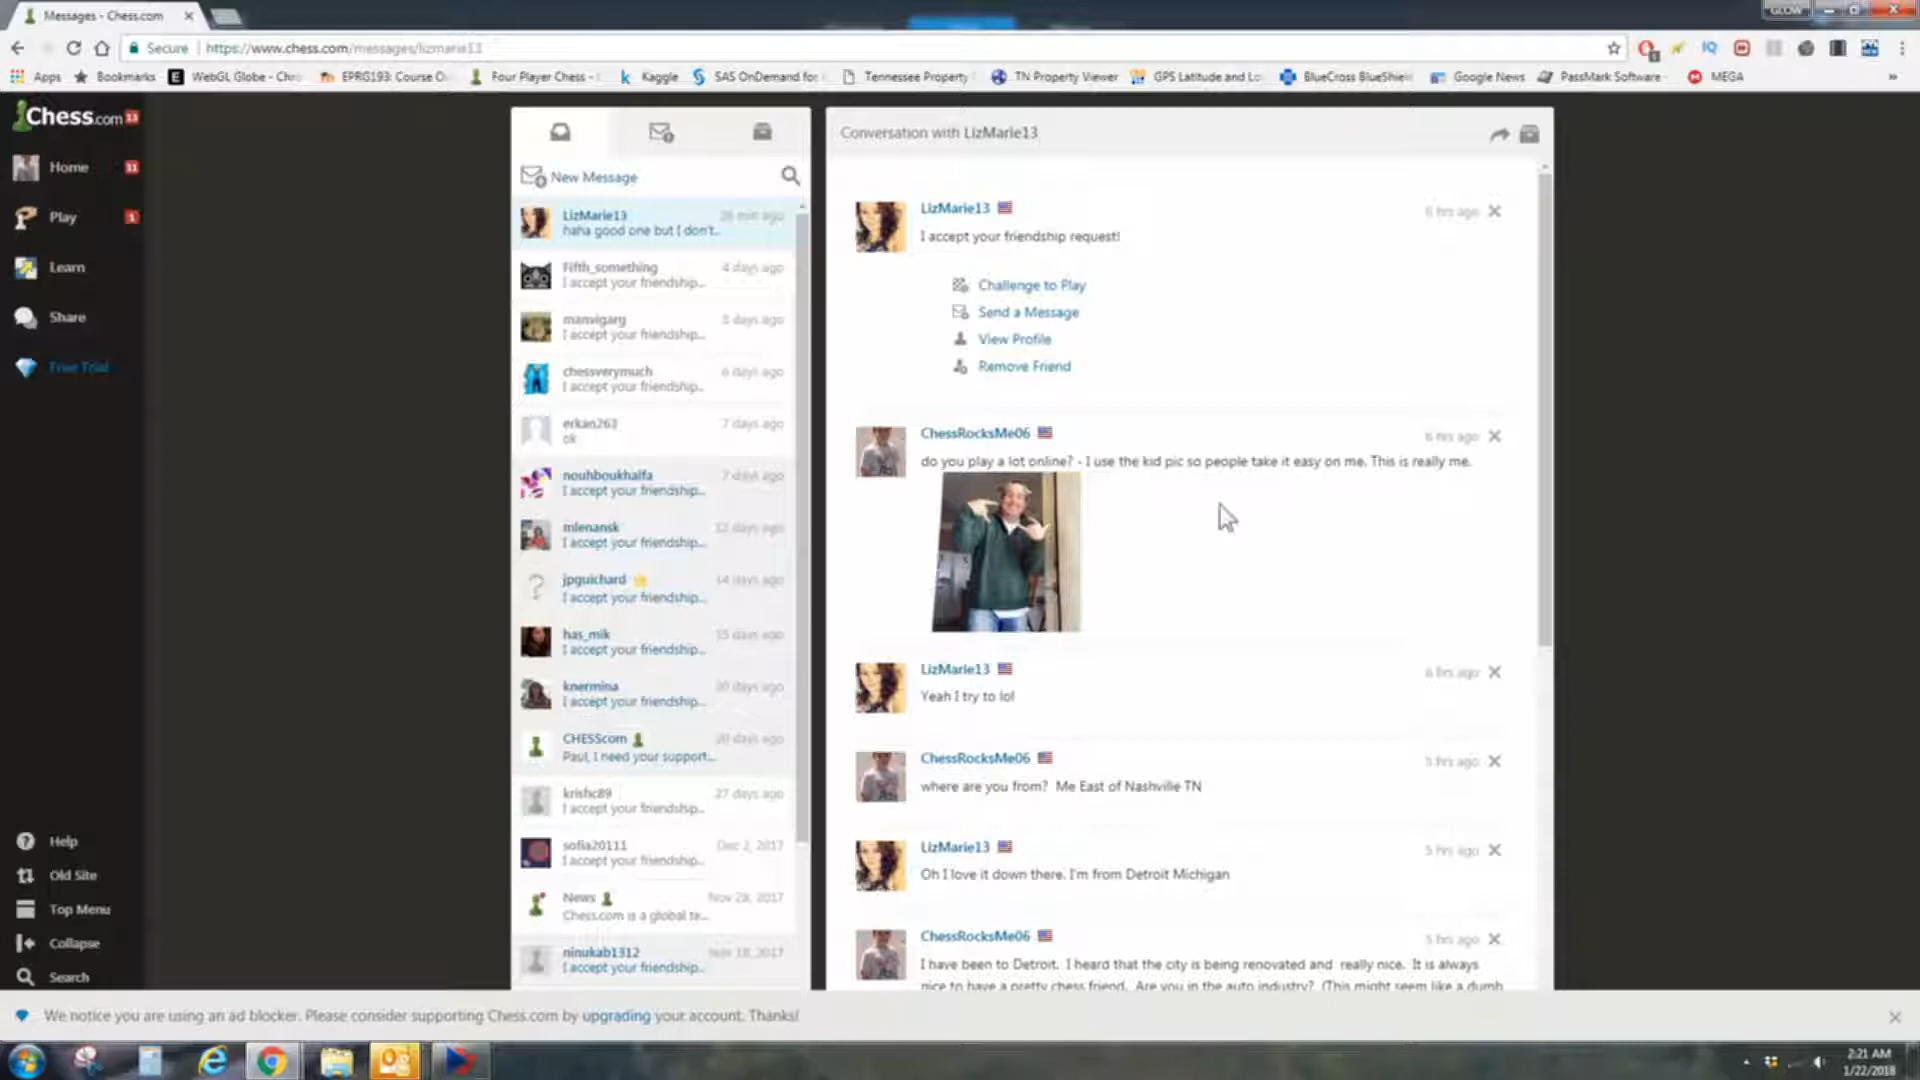 Messages - Chess.com
GLOW
Secure https://www.chess.com/messages/lizmarie13
Apps Bookmarks WebGL Globe - Chro EPRG193: Course O Four Player Chess - Kaggle SAS OnDemand for Tennessee Property TN Property Viewer GPS Latitude and Lo BlueCross BlueShiel Google News PassMark Software MEGA »
Chess.com 13
Home 11
Play 1
Learn
Share
Free Trial
Help
Old Site
Top Menu
Collapse
Search
New Message
LizMarie13 26 min ago
haha good one but I don't...
Fifth_something 4 days ago
I accept your friendship...
manvigarg
I accept your friendship...
chessverymuch 6 days ago
I accept your friendship...
erkan263 7 days ago
ok
nouhboukhalfa 7 days ago
I accept your friendship...
mlenansk 12 days ago
I accept your friendship...
jpguichard 14 days ago
I accept your friendship...
has_mik 15 days ago
I accept your friendship...
knermina 20 days ago
I accept your friendship...
CHESScom 20 days ago
Paul, I need your support...
krishc89 27 days ago
I accept your friendship...
sofia20111 Dec 2, 2017
I accept your friendship...
News Nov 28, 2017
Chess.com is a global te...
ninukab1312 Nov 18, 2017
I accept your friendship...
Conversation with LizMarie13
LizMarie13 6 hrs ago
I accept your friendship request!
Challenge to Play
Send a Message
View Profile
Remove Friend
ChessRocksMe06 6 hrs ago
do you play a lot online? - I use the kid pic so people take it easy on me. This is really me.
LizMarie13 6 hrs ago
Yeah I try to lol
ChessRocksMe06 5 hrs ago
where are you from? Me East of Nashville TN
LizMarie13 5 hrs ago
Oh I love it down there. I'm from Detroit Michigan
ChessRocksMe06 5 hrs ago
I have been to Detroit. I heard that the city is being renovated and really nice. It is always
nice to have a pretty chess friend. Are you in the auto industry? (This might seem like a dumb
We notice you are using an ad blocker. Please consider supporting Chess.com by upgrading your account. Thanks!
2:21 AM
1/22/2018